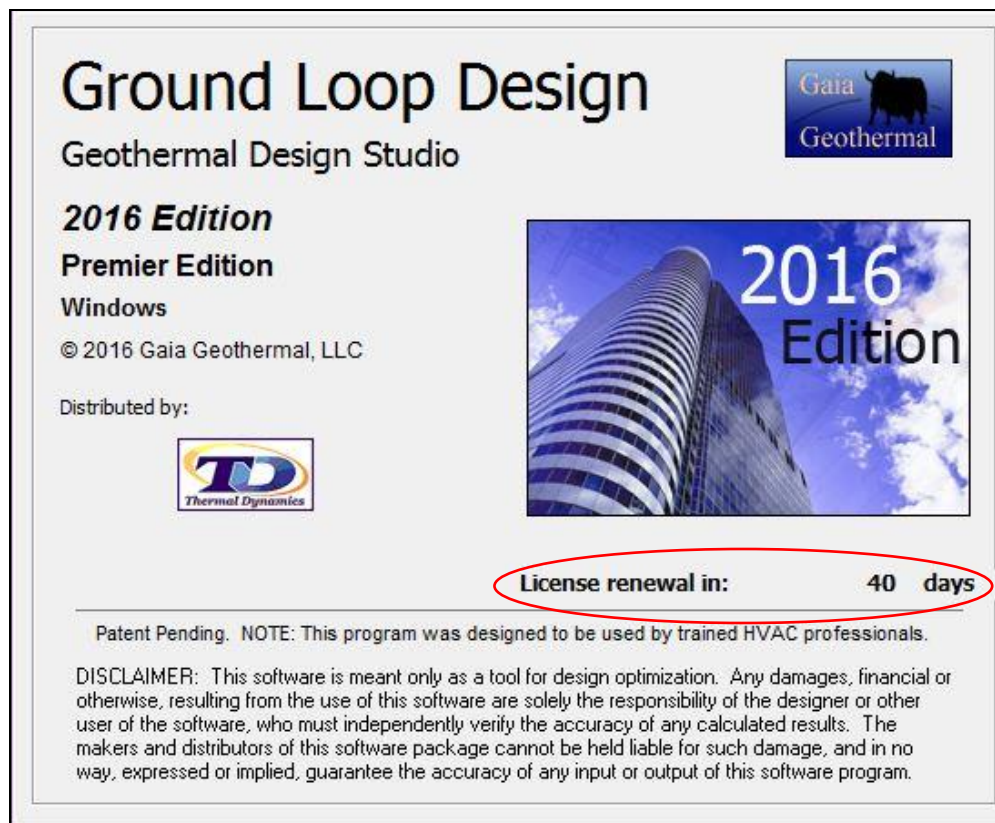 Ground Loop Design
Gaia
Geothermal
Geothermal Design Studio
2016 Edition
Premier Edition
Windows
© 2016 Gaia Geothermal, LLC
2016
Edition
Distributed by:
TD
Thermal Dynamics
License renewal in: 40 days
Patent Pending. NOTE: This program was designed to be used by trained HVAC professionals.
DISCLAIMER: This software is meant only as a tool for design optimization. Any damages, financial or
otherwise, resulting from the use of this software are solely the responsibility of the designer or other
user of the software, who must independently verify the accuracy of any calculated results. The
makers and distributors of this software package cannot be held liable for such damage, and in no
way, expressed or implied, guarantee the accuracy of any input or output of this software program.